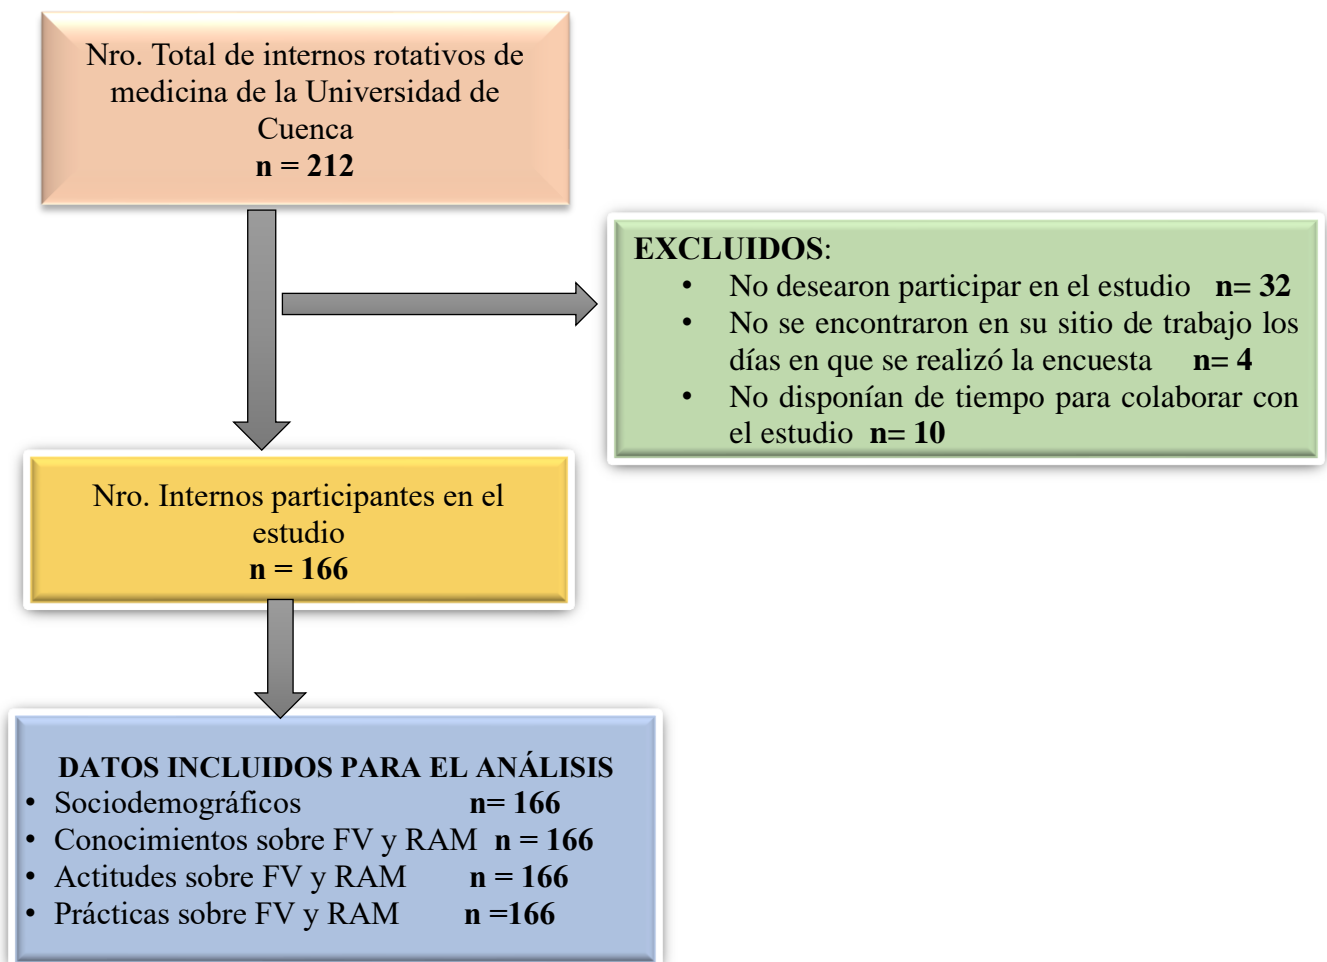 Nro. Total de internos rotativos de
medicina de la Universidad de
Cuenca
n = 212
EXCLUIDOS:
• No desearon participar en el estudio n= 32
• No se encontraron en su sitio de trabajo los
días en que se realizó la encuesta n= 4
• No disponían de tiempo para colaborar con
el estudio n= 10
Nro. Internos participantes en el
estudio
n = 166
DATOS INCLUIDOS PARA EL ANÁLISIS
• Sociodemográficos n= 166
• Conocimientos sobre FV y RAM n = 166
• Actitudes sobre FV y RAM n = 166
• Prácticas sobre FV y RAM n =166